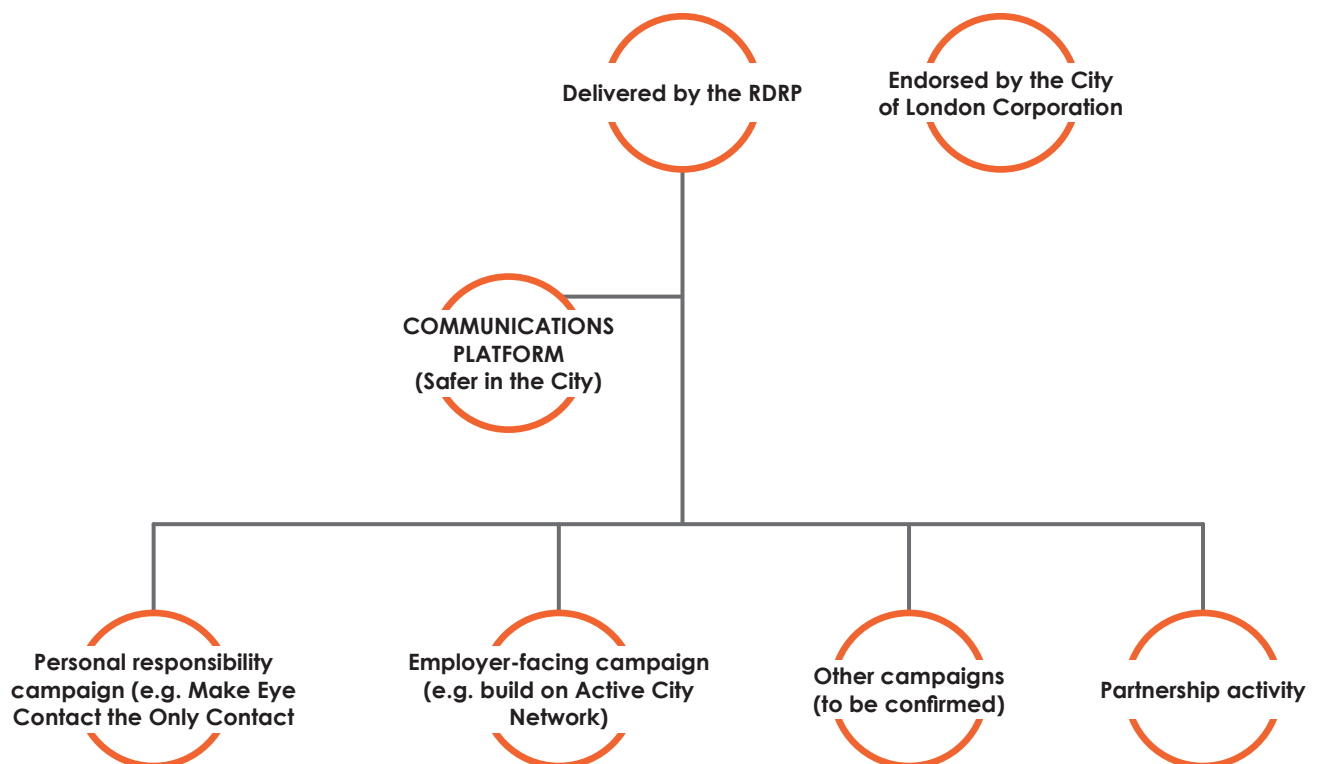 Delivered by the RDRP
Endorsed by the City
of London Corporation
COMMUNICATIONS
PLATFORM
(Safer in the City)
Personal responsibility
campaign (e.g. Make Eye
Contact the Only Contact
Employer-facing campaign
(e.g. build on Active City
Network)
Other campaigns
(to be confirmed)
Partnership activity